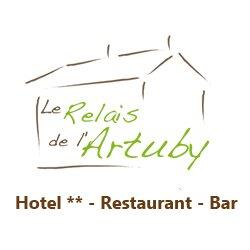 Le Relais
de l'Artuby
Hotel ** - Restaurant - Bar